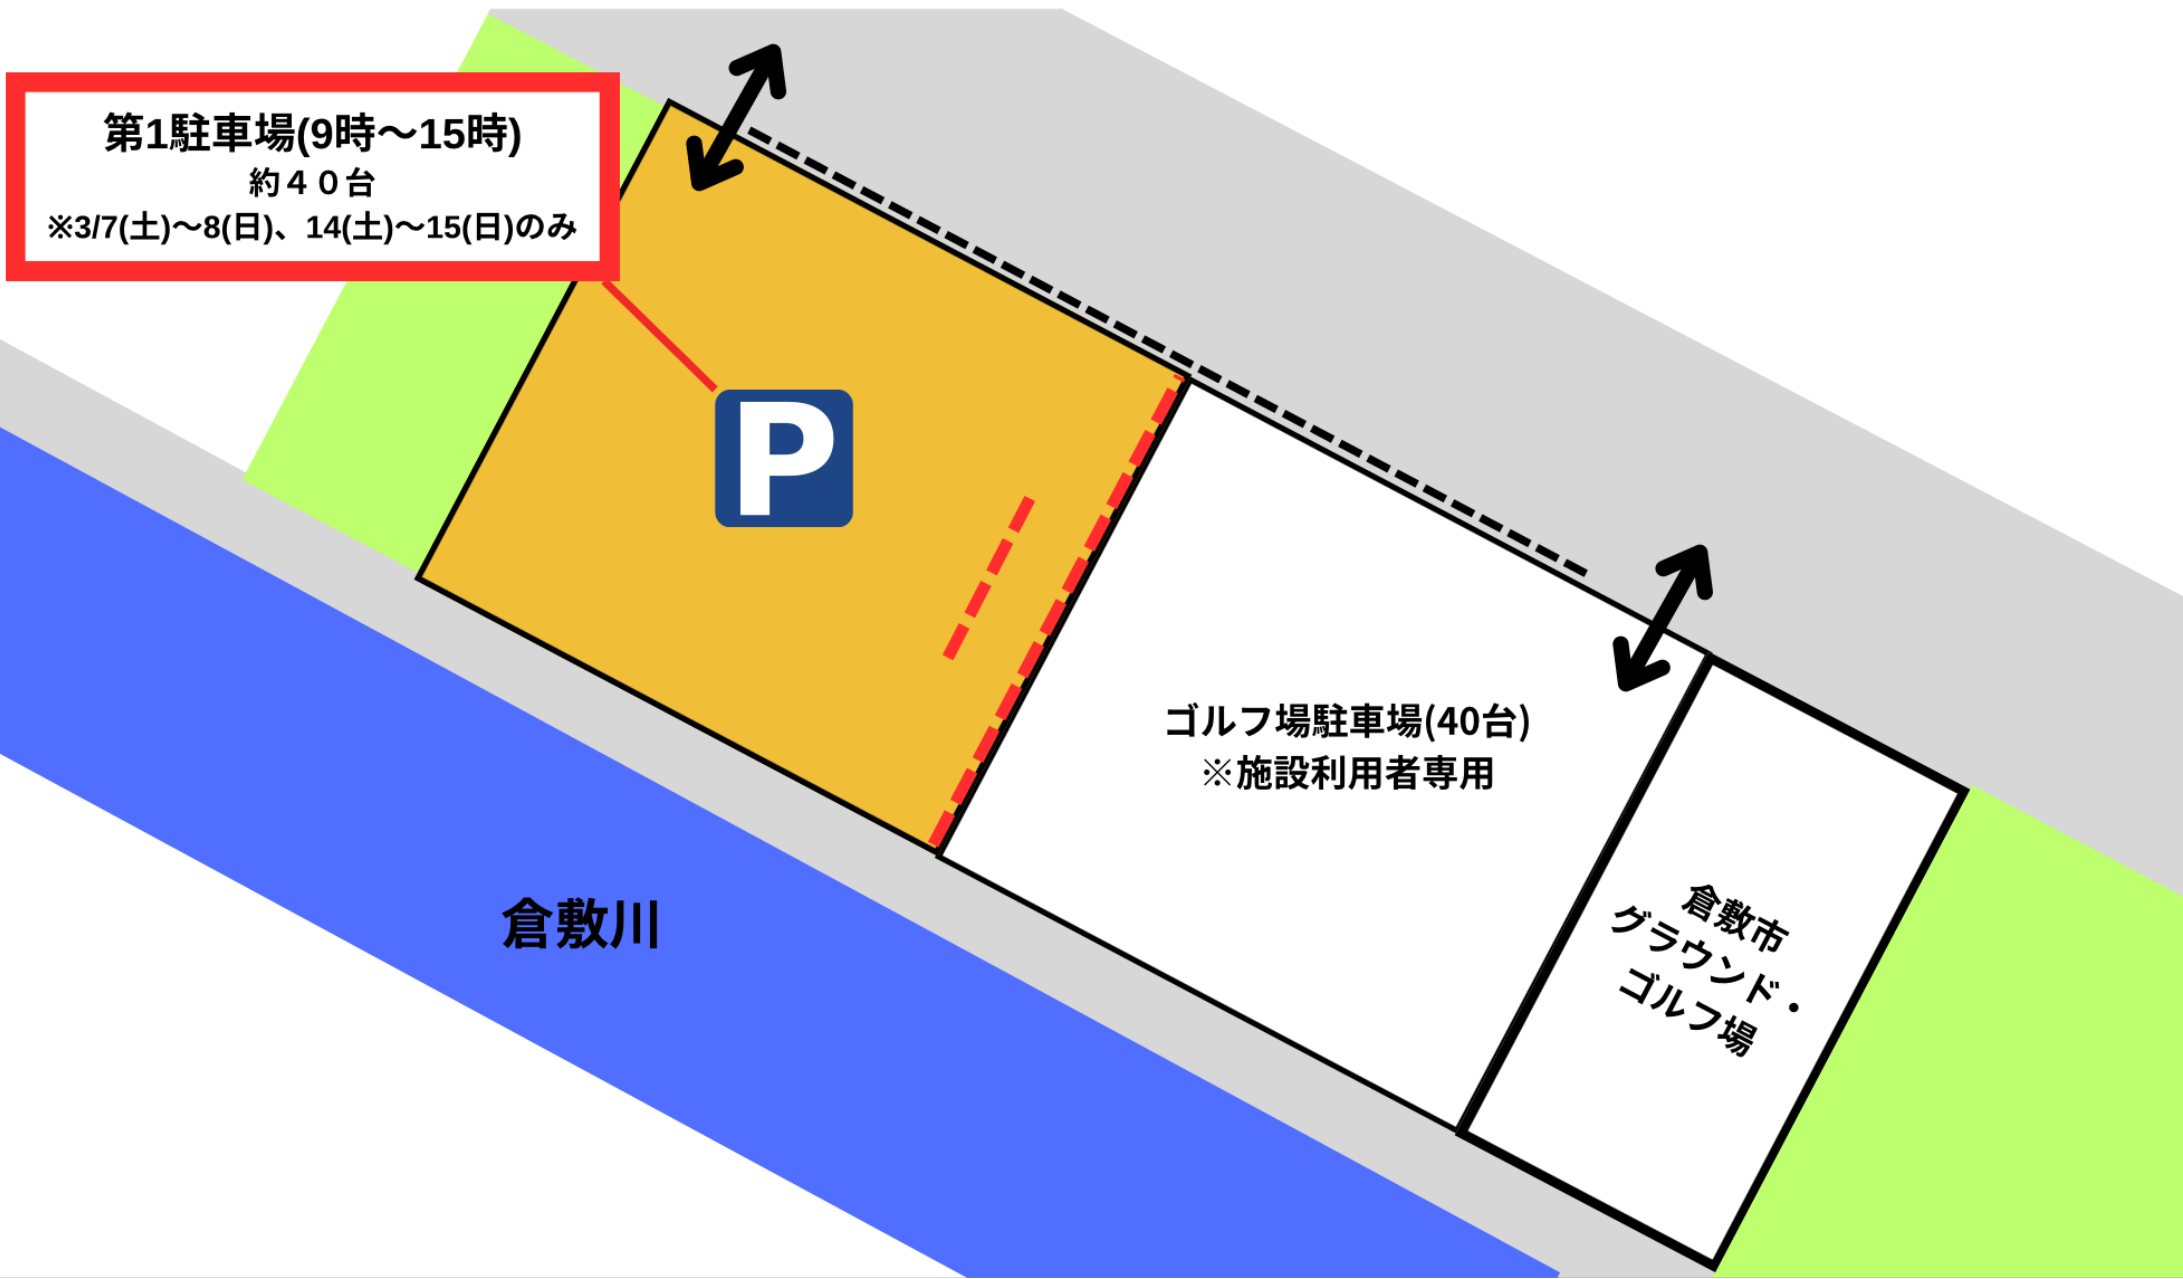 第1駐車場(9時～15時)
約４０台
※3/7(土)～8(日)、14(土)～15(日)のみ
P
ゴルフ場駐車場(40台)
※施設利用者専用
倉敷市
グラウンド・
ゴルフ場
倉敷川